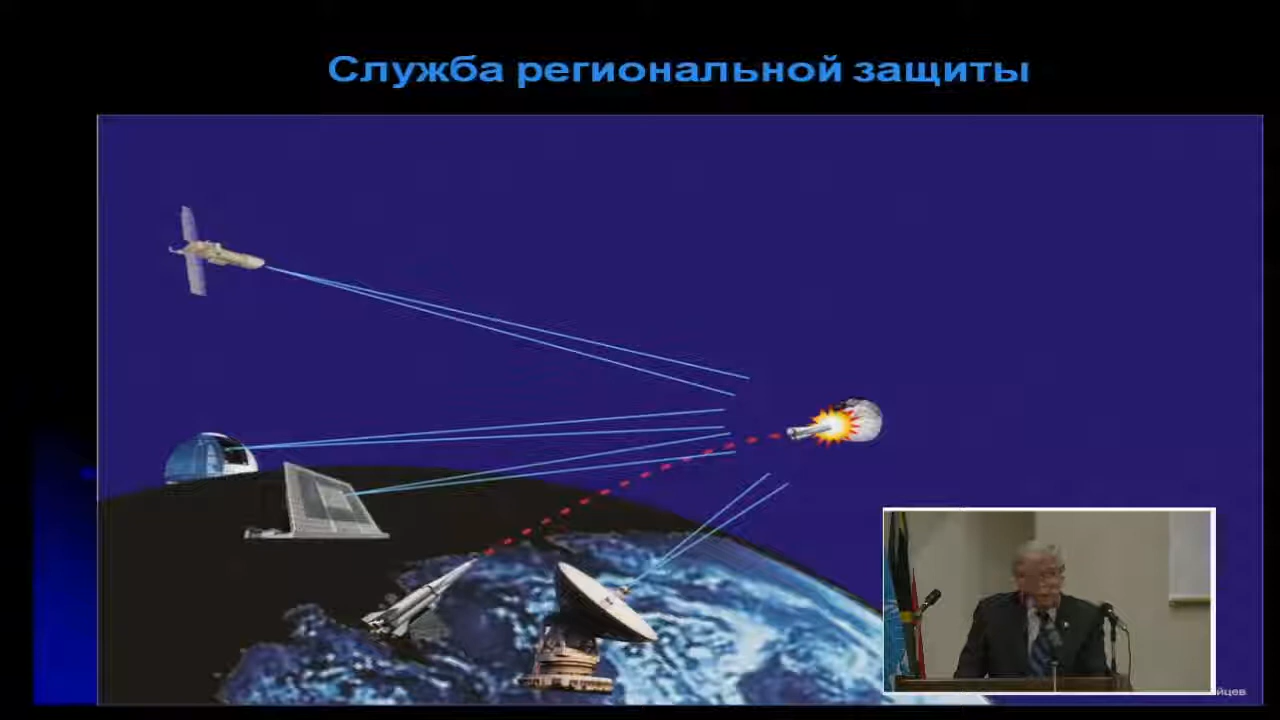 Служба региональной защиты